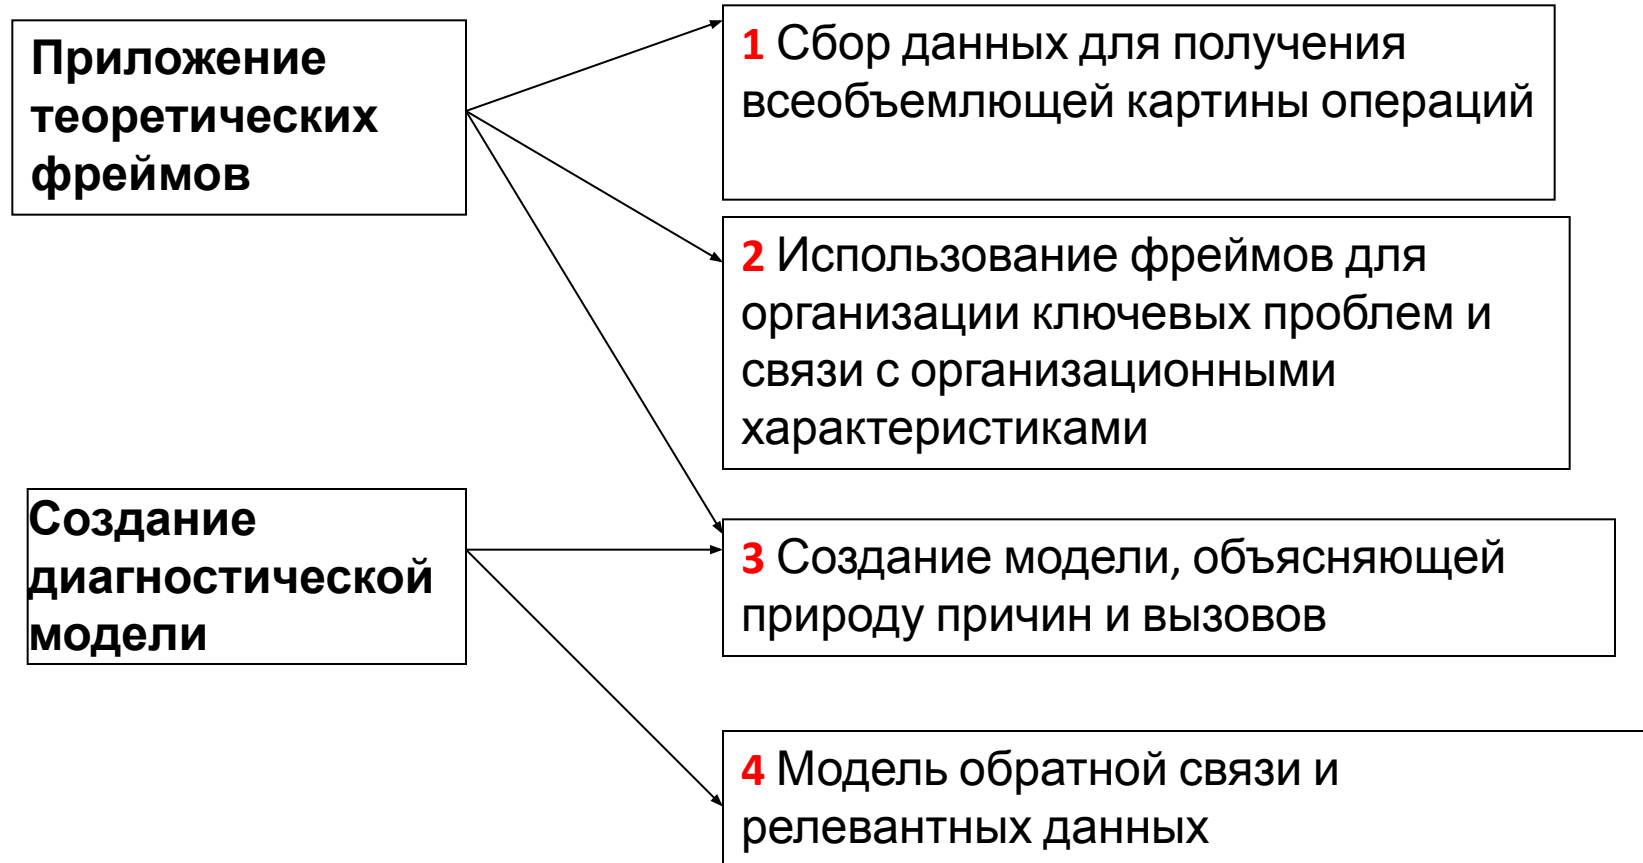 Приложение
теоретических
фреймов
1 Сбор данных для получения
всеобъемлющей картины операций
2 Использование фреймов для
организации ключевых проблем и
связи с организационными
характеристиками
Создание
диагностической
модели
3 Создание модели, объясняющей
природу причин и вызовов
4 Модель обратной связи и
релевантных данных